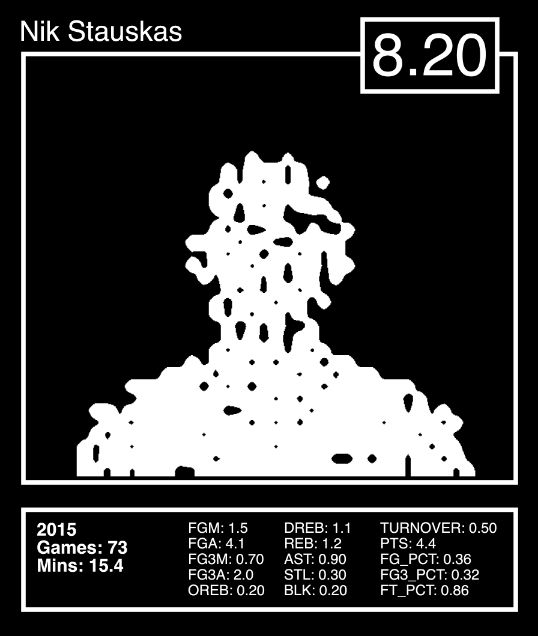 Nik Stauskas
8.20
2015
Games: 73
Mins: 15.4
FGM: 1.5
FGA: 4.1
FG3M: 0.70
FG3A: 2.0
OREB: 0.20
DREB: 1.1
REB: 1.2
AST: 0.90
STL: 0.30
BLK: 0.20
TURNOVER: 0.50
PTS: 4.4
FG_PCT: 0.36
FG3_PCT: 0.32
FT_PCT: 0.86